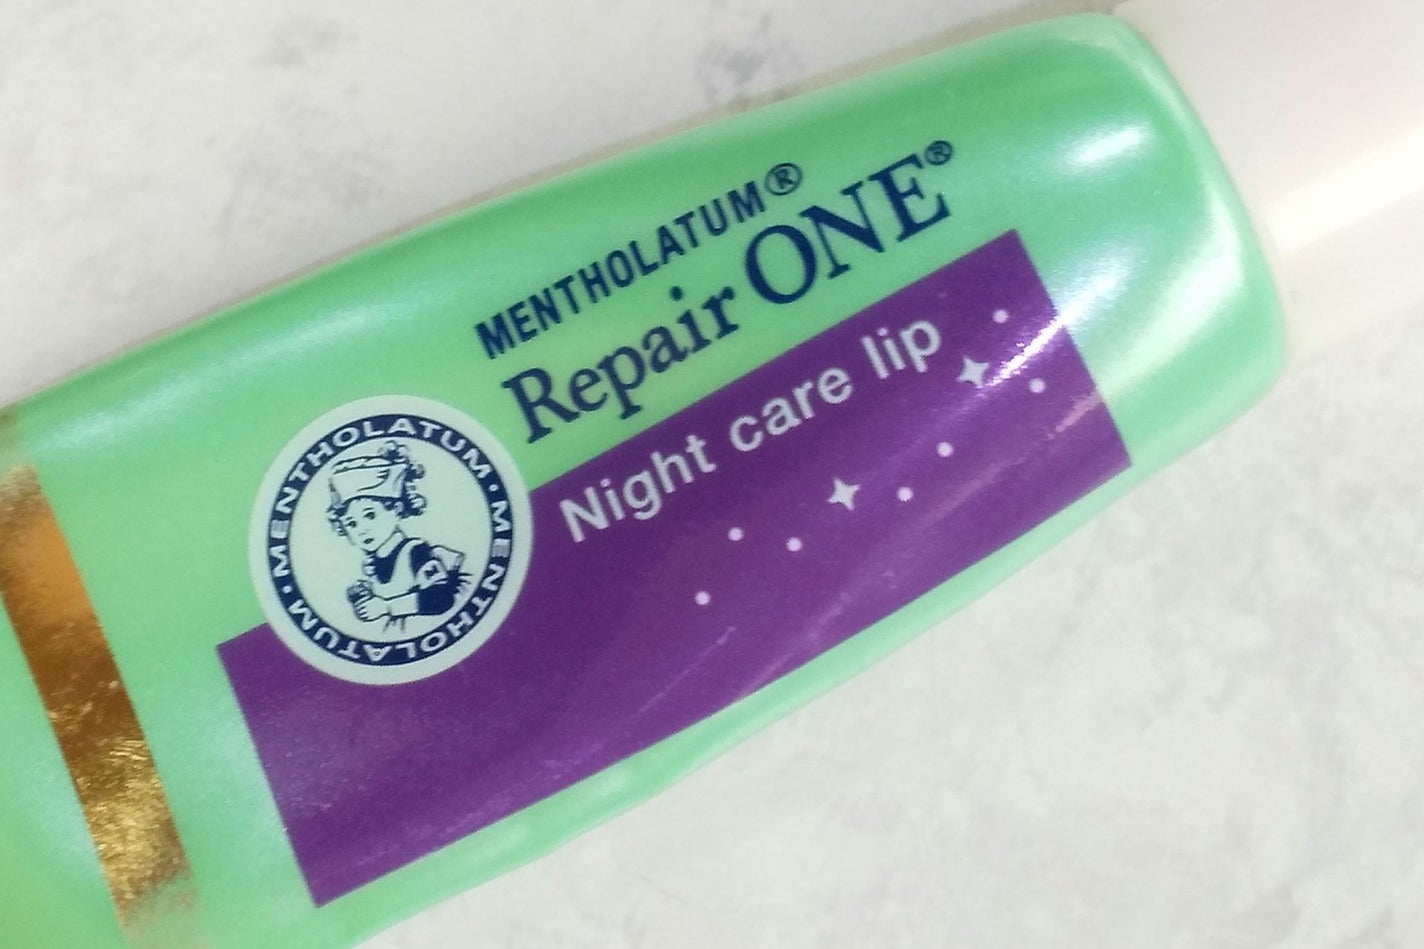 MENTHOLATUM®
Repair ONE®
Night care lip
MENTHOLATUM · MENTHOLATUM ·